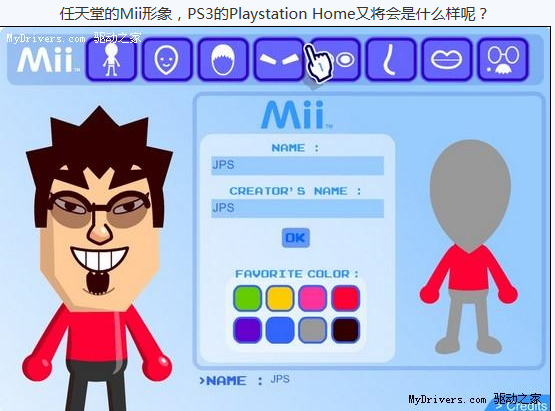 任天堂的Mii形象，PS3的Playstation Home又将会是什么样呢？
MyDrivers.com 驱动之家
Mii™
Mii™
NAME :
JPS
CREATOR'S NAME :
JPS
OK
FAVORITE COLOR :
>NAME : JPS
MyDrivers.com 驱动之家
> Credits